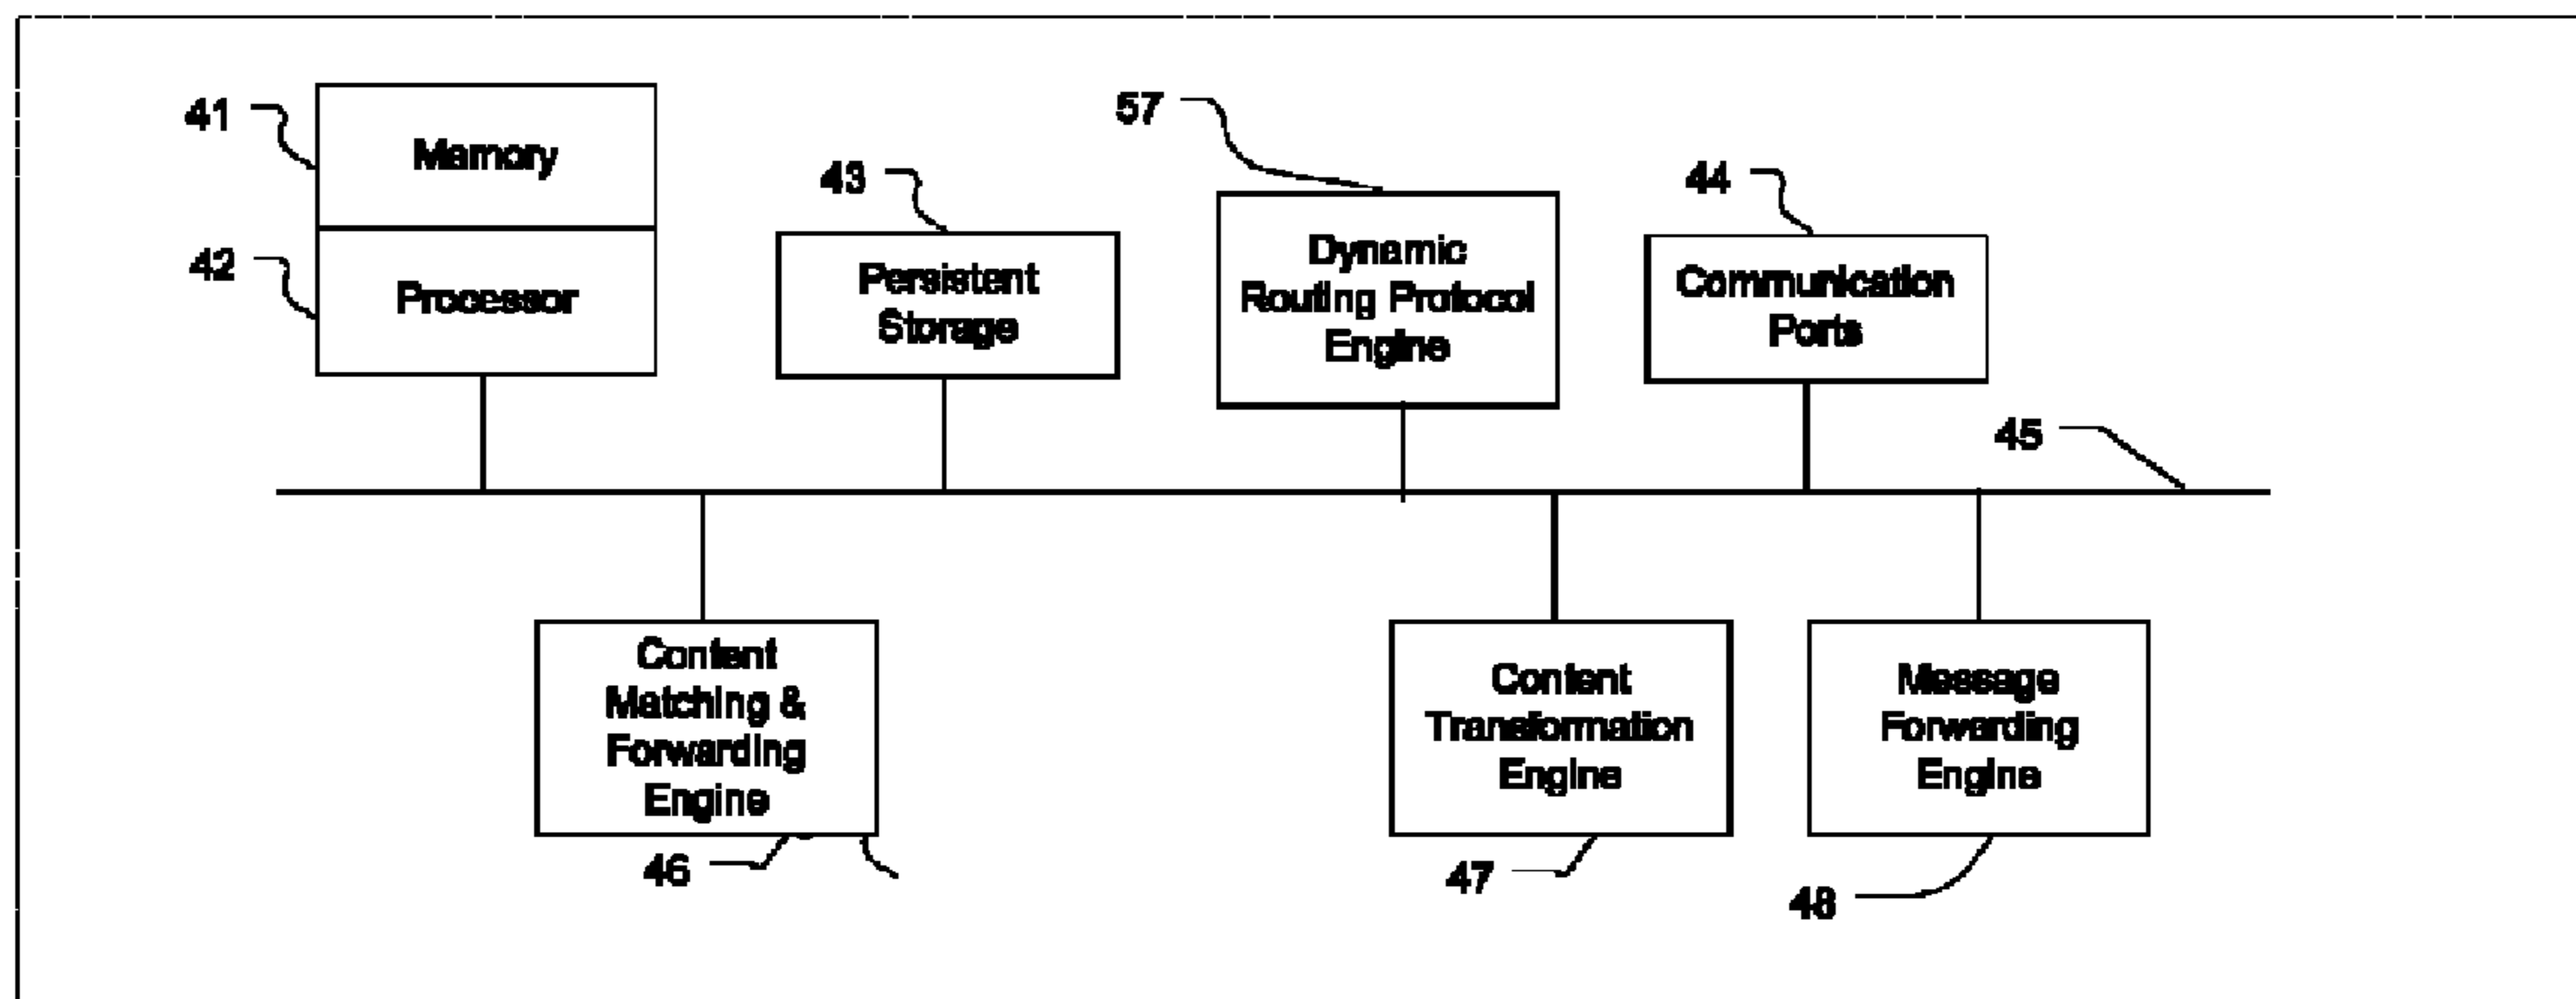 41
Memory
42
Processor
43
Persistent
Storage
57
Dynamic
Routing Protocol
Engine
44
Communication
Ports
45
Content
Matching &
Forwarding
Engine
46
Content
Transformation
Engine
47
Message
Forwarding
Engine
48